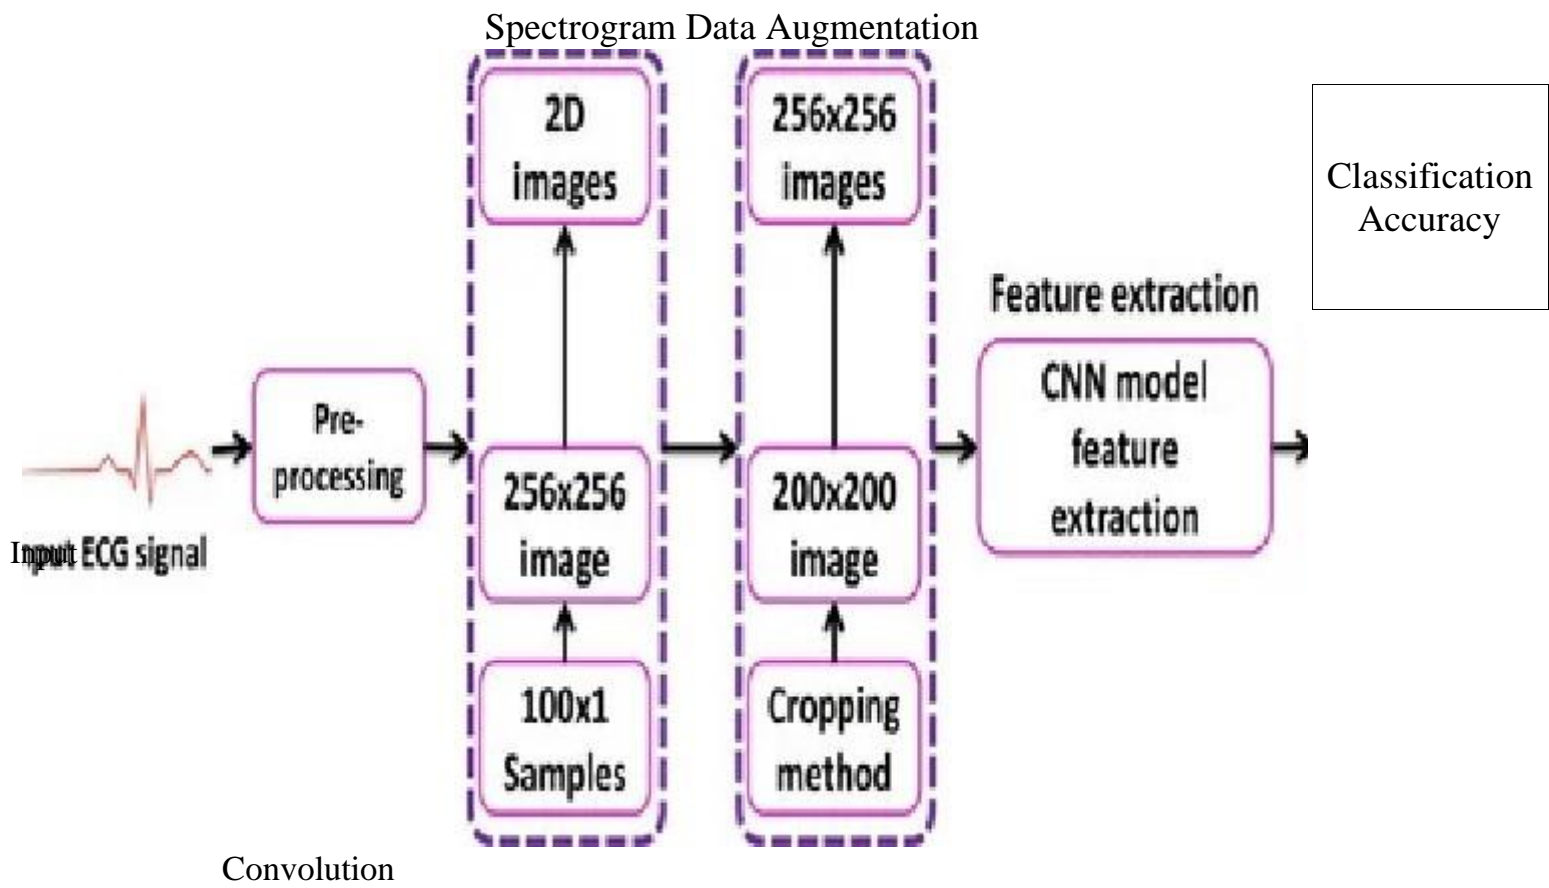 Spectrogram Data Augmentation
2D
images
256x256
images
Classification
Accuracy
Feature extraction
CNN model
feature
extraction
Pre-
processing
256x256
image
200x200
image
Input ECG signal
100x1
Samples
Cropping
method
Convolution